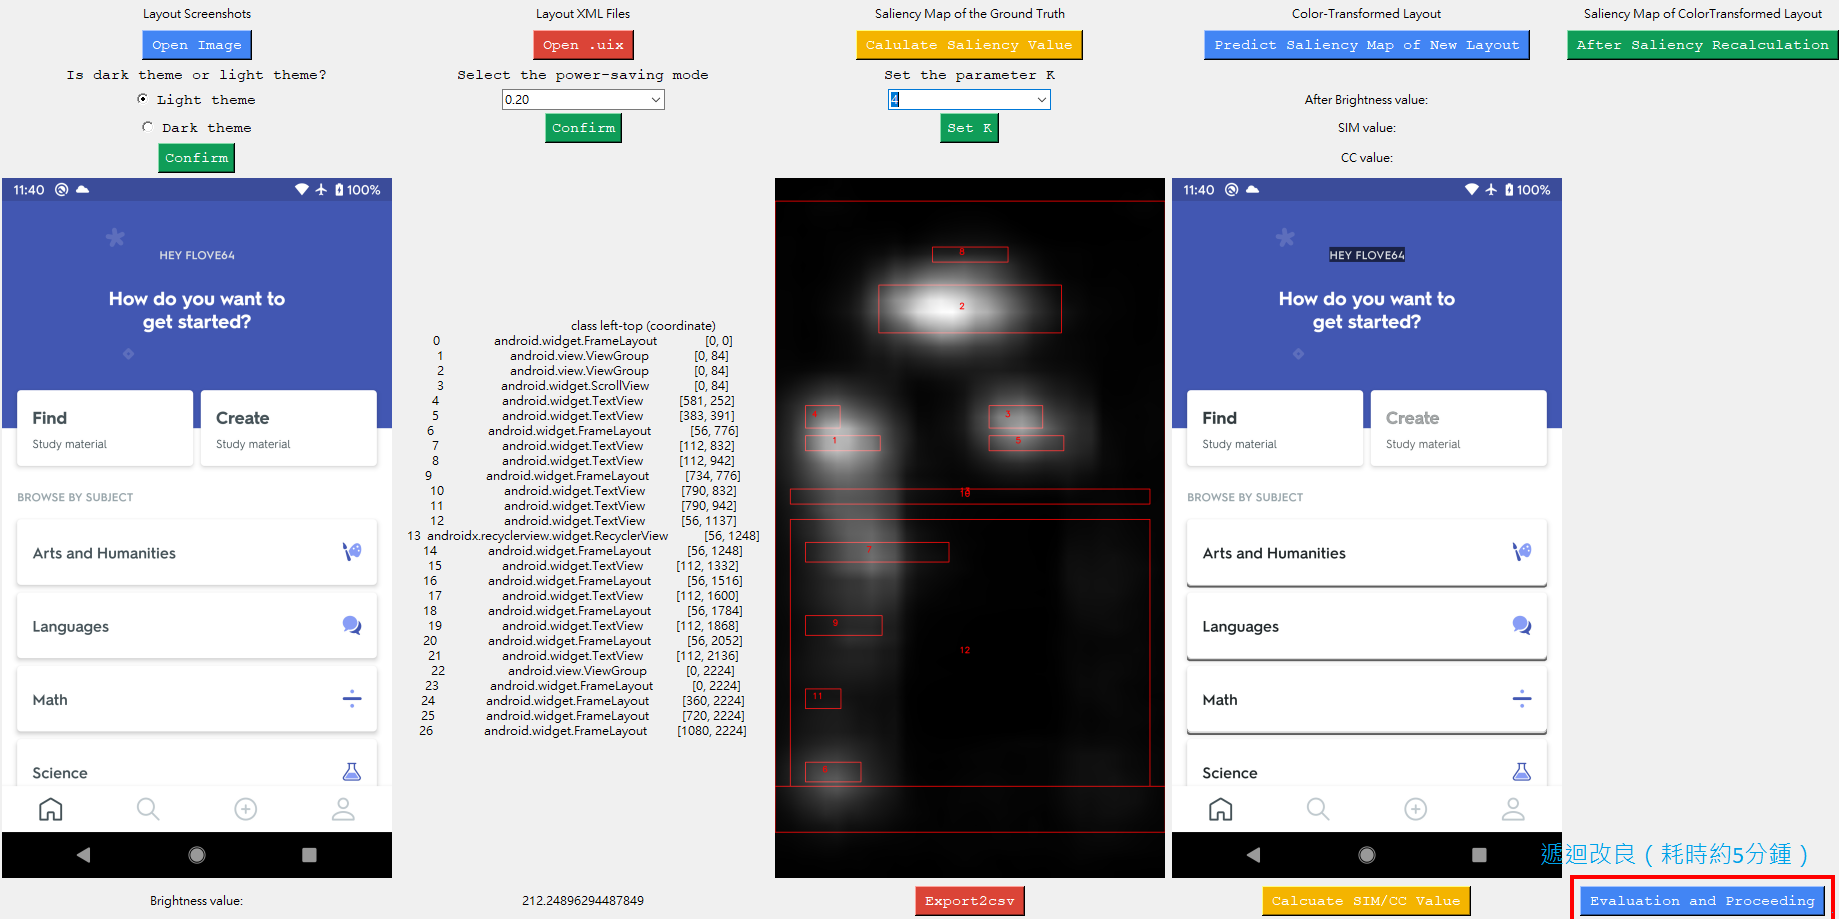 Layout Screenshots
Open Image
Is dark theme or light theme?
Light theme
Dark theme
Confirm
Layout XML Files
Open .uix
Select the power-saving mode
0.20
Confirm
Saliency Map of the Ground Truth
Calulate Saliency Value
Set the parameter K
4
Set K
Color-Transformed Layout
Predict Saliency Map of New Layout
After Brightness value:
SIM value:
CC value:
Saliency Map of ColorTransformed Layout
After Saliency Recalculation
11:40 100%
HEY FLOVE64
How do you want to
get started?
Find
Study material
Create
Study material
BROWSE BY SUBJECT
Arts and Humanities
Languages
Math
Science
class left-top (coordinate)
0 android.widget.FrameLayout [0, 0]
1 android.view.ViewGroup [0, 84]
2 android.view.ViewGroup [0, 84]
3 android.widget.ScrollView [0, 84]
4 android.widget.TextView [581, 252]
5 android.widget.TextView [383, 391]
6 android.widget.FrameLayout [56, 776]
7 android.widget.TextView [112, 832]
8 android.widget.TextView [112, 942]
9 android.widget.FrameLayout [734, 776]
10 android.widget.TextView [790, 832]
11 android.widget.TextView [790, 942]
12 android.widget.TextView [56, 1137]
13 androidx.recyclerview.widget.RecyclerView [56, 1248]
14 android.widget.FrameLayout [56, 1248]
15 android.widget.TextView [112, 1332]
16 android.widget.FrameLayout [56, 1516]
17 android.widget.TextView [112, 1600]
18 android.widget.FrameLayout [56, 1784]
19 android.widget.TextView [112, 1868]
20 android.widget.FrameLayout [56, 2052]
21 android.widget.TextView [112, 2136]
22 android.view.ViewGroup [0, 2224]
23 android.widget.FrameLayout [0, 2224]
24 android.widget.FrameLayout [360, 2224]
25 android.widget.FrameLayout [720, 2224]
26 android.widget.FrameLayout [1080, 2224]
2
4
3
1
5
7
9
12
11
11:40 100%
HEY FLOVE64
How do you want to
get started?
Find
Study material
Create
Study material
BROWSE BY SUBJECT
Arts and Humanities
Languages
Math
Science
遞迴改良（耗時約5分鍾）
Brightness value:
212.24896294487849
Export2csv
Calcuate SIM/CC Value
Evaluation and Proceeding